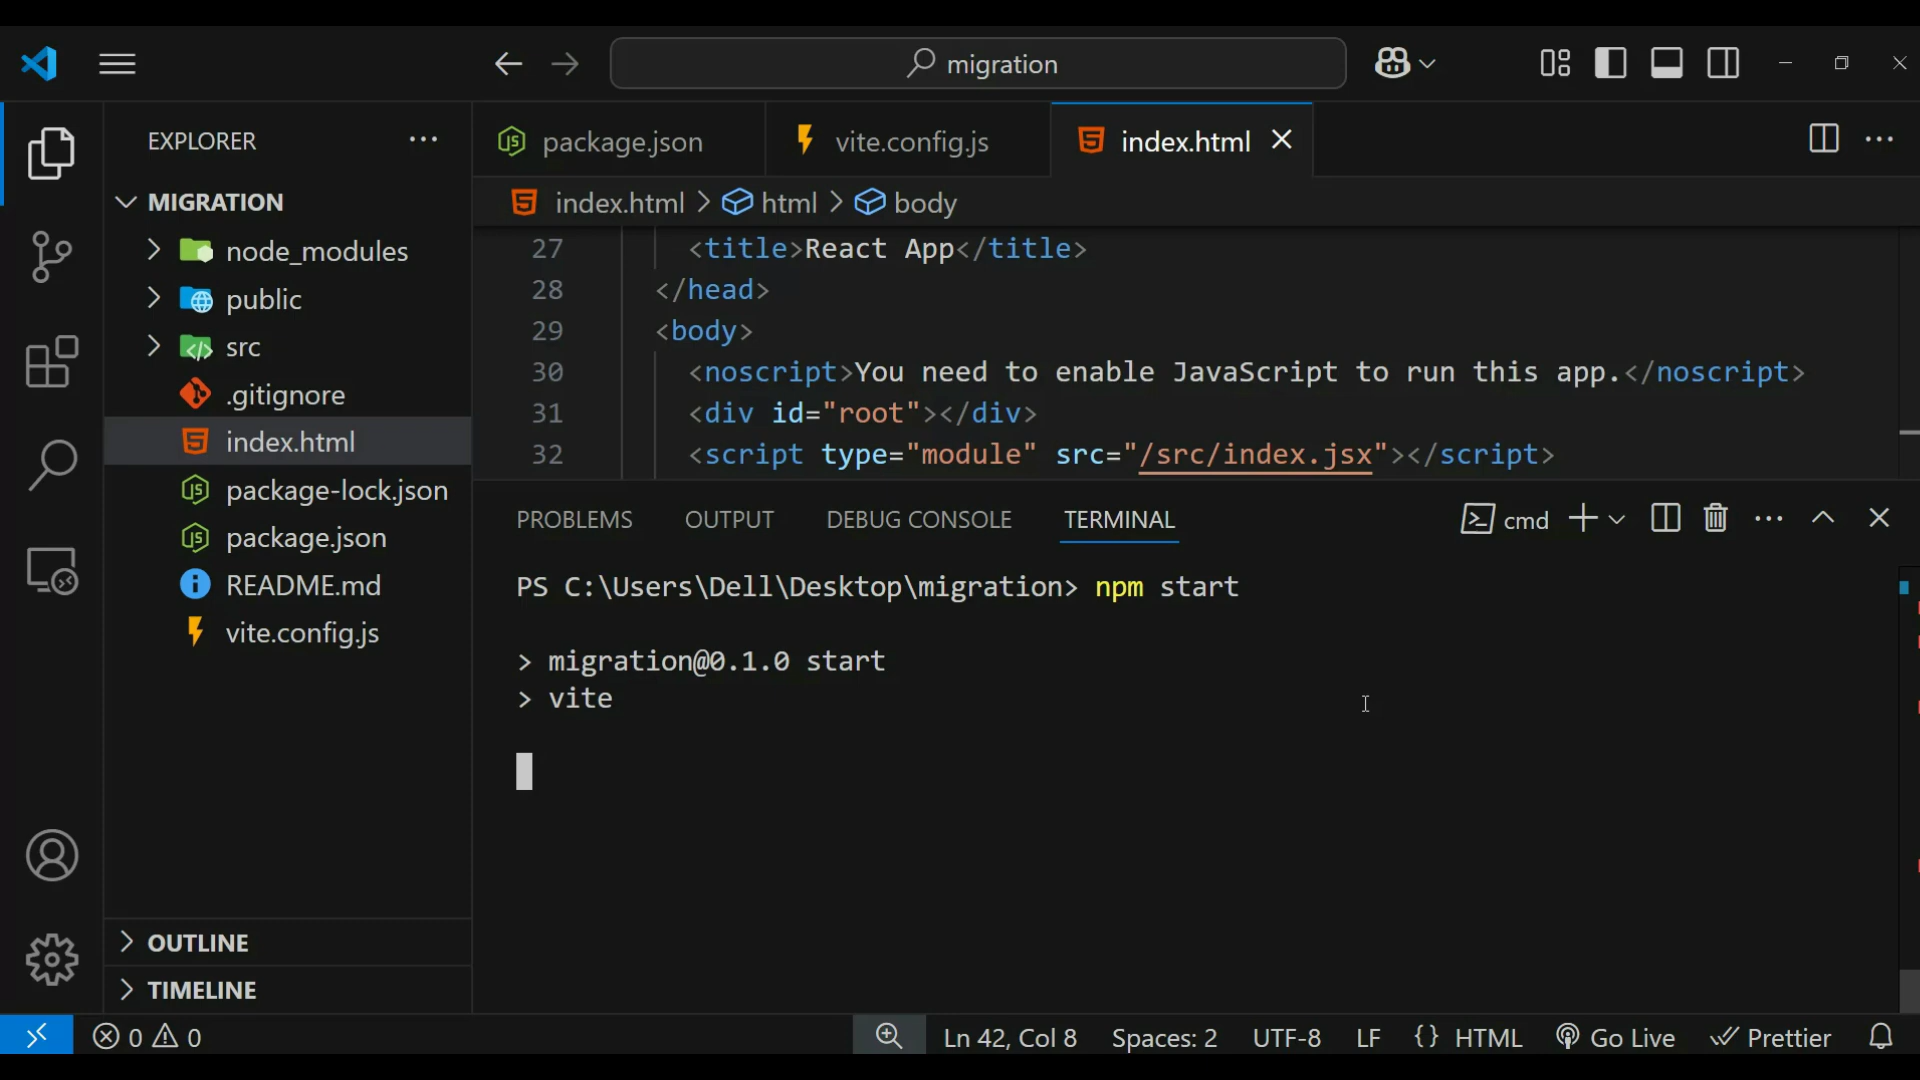 migration
EXPLORER
package.json
vite.config.js
index.html
MIGRATION
node_modules
public
src
.gitignore
index.html
package-lock.json
package.json
README.md
vite.config.js
OUTLINE
TIMELINE
index.html > html > body
27 <title>React App</title>
28 </head>
29 <body>
30 <noscript>You need to enable JavaScript to run this app.</noscript>
31 <div id="root"></div>
32 <script type="module" src="/src/index.jsx"></script>
PROBLEMS OUTPUT DEBUG CONSOLE TERMINAL cmd
PS C:\Users\Dell\Desktop\migration> npm start
> migration@0.1.0 start
> vite
0 0 Ln 42, Col 8 Spaces: 2 UTF-8 LF {} HTML Go Live Prettier